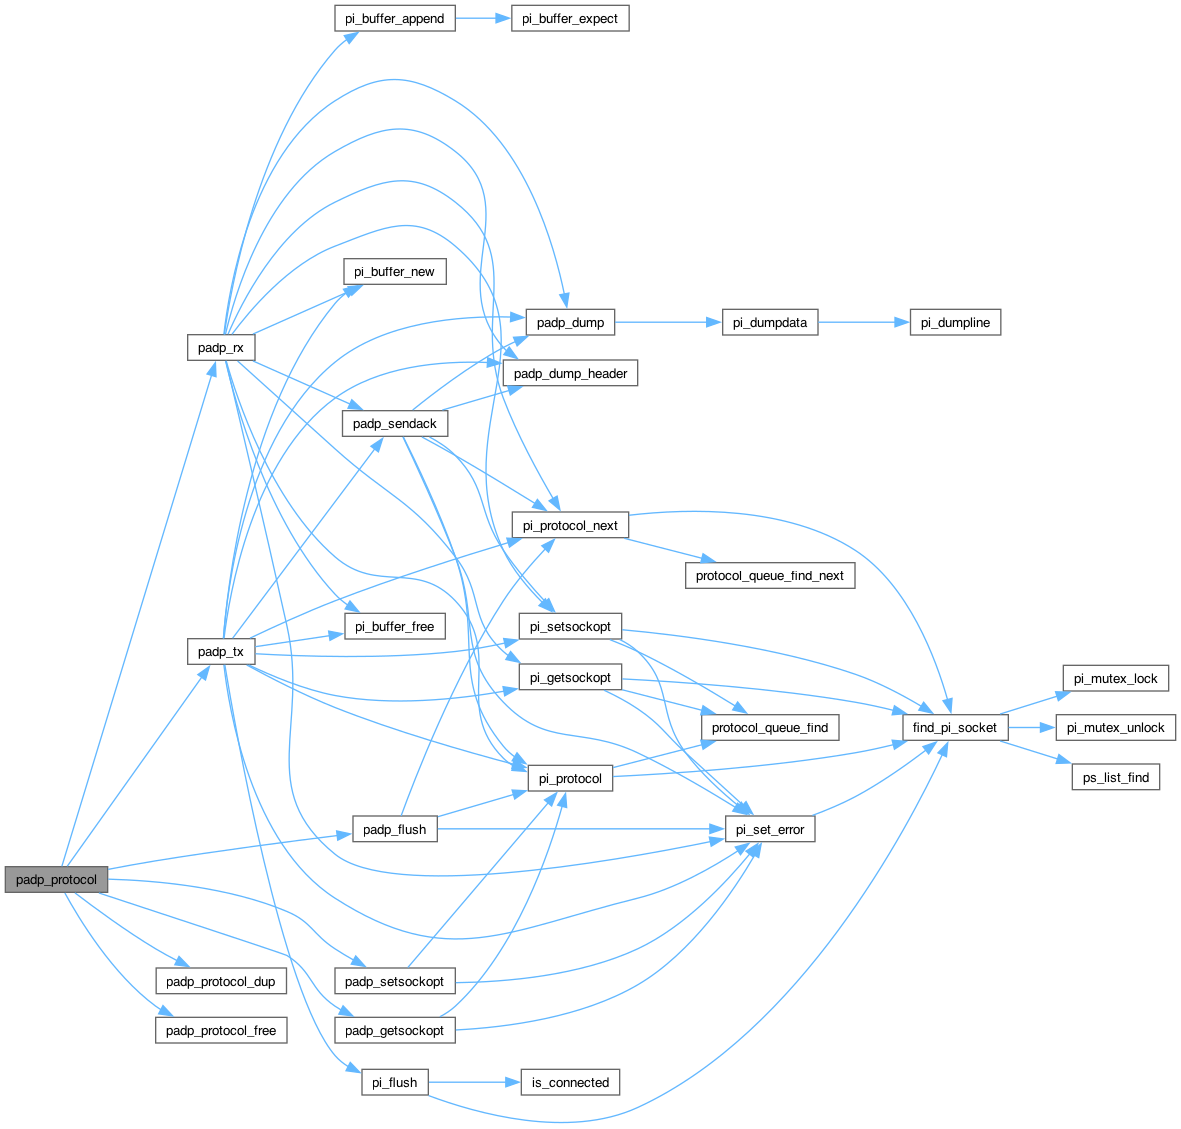 pi_buffer_append
pi_buffer_expect
pi_buffer_new
padp_dump
pi_dumpdata
pi_dumpline
padp_rx
padp_dump_header
padp_sendack
pi_protocol_next
protocol_queue_find_next
pi_buffer_free
pi_setsockopt
padp_tx
pi_getsockopt
pi_mutex_lock
protocol_queue_find
find_pi_socket
pi_mutex_unlock
pi_protocol
ps_list_find
padp_flush
pi_set_error
padp_protocol
padp_protocol_dup
padp_setsockopt
padp_protocol_free
padp_getsockopt
pi_flush
is_connected